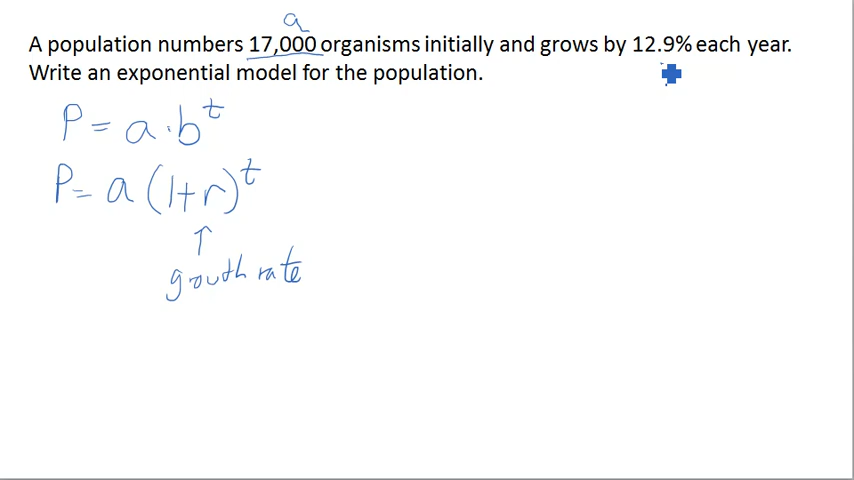 a
A population numbers 17,000 organisms initially and grows by 12.9% each year.
Write an exponential model for the population.
P = a · b^t
P = a (1+r)^t
↑
gouth rate